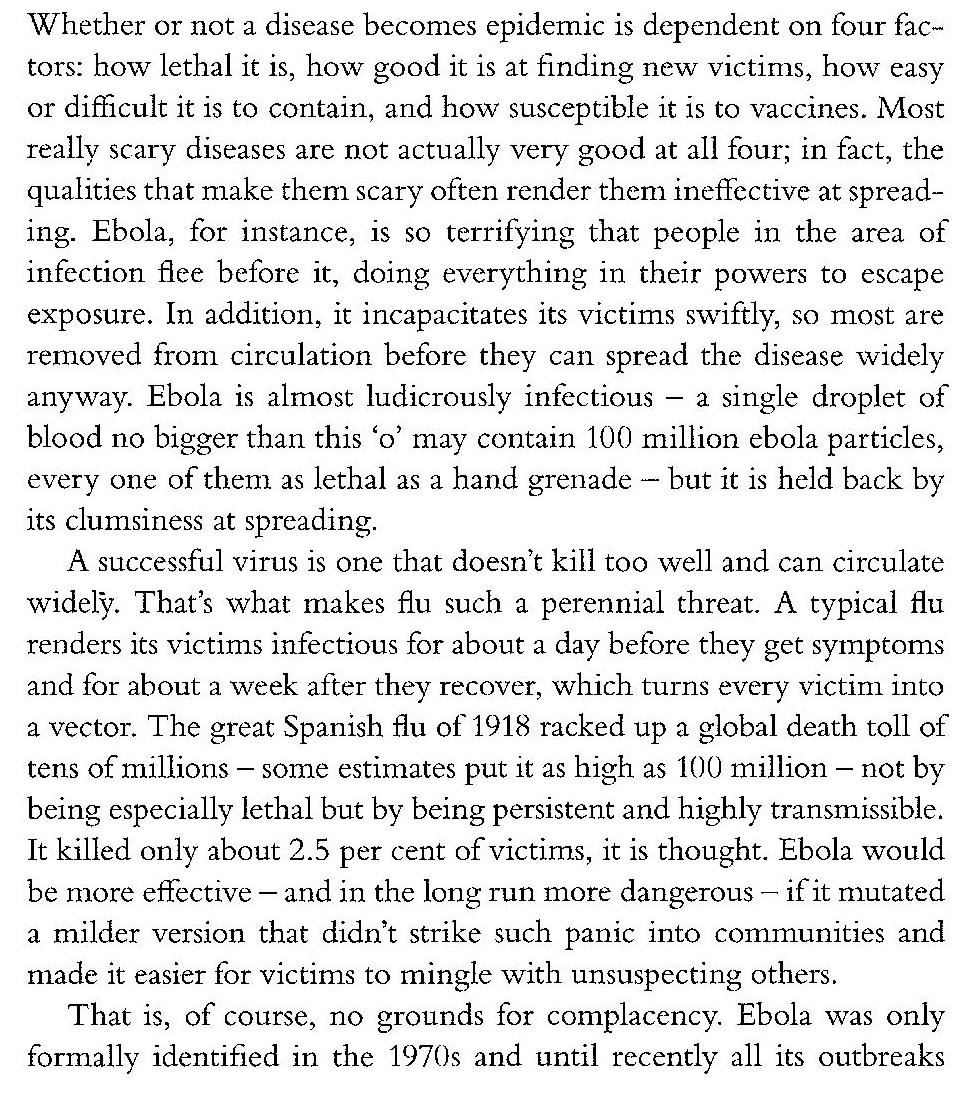 Whether or not a disease becomes epidemic is dependent on four fac-
tors: how lethal it is, how good it is at finding new victims, how easy
or difficult it is to contain, and how susceptible it is to vaccines. Most
really scary diseases are not actually very good at all four; in fact, the
qualities that make them scary often render them ineffective at spread-
ing. Ebola, for instance, is so terrifying that people in the area of
infection flee before it, doing everything in their powers to escape
exposure. In addition, it incapacitates its victims swiftly, so most are
removed from circulation before they can spread the disease widely
anyway. Ebola is almost ludicrously infectious – a single droplet of
blood no bigger than this ‘o’ may contain 100 million ebola particles,
every one of them as lethal as a hand grenade – but it is held back by
its clumsiness at spreading.
A successful virus is one that doesn’t kill too well and can circulate
widely. That’s what makes flu such a perennial threat. A typical flu
renders its victims infectious for about a day before they get symptoms
and for about a week after they recover, which turns every victim into
a vector. The great Spanish flu of 1918 racked up a global death toll of
tens of millions – some estimates put it as high as 100 million – not by
being especially lethal but by being persistent and highly transmissible.
It killed only about 2.5 per cent of victims, it is thought. Ebola would
be more effective – and in the long run more dangerous – if it mutated
a milder version that didn’t strike such panic into communities and
made it easier for victims to mingle with unsuspecting others.
That is, of course, no grounds for complacency. Ebola was only
formally identified in the 1970s and until recently all its outbreaks